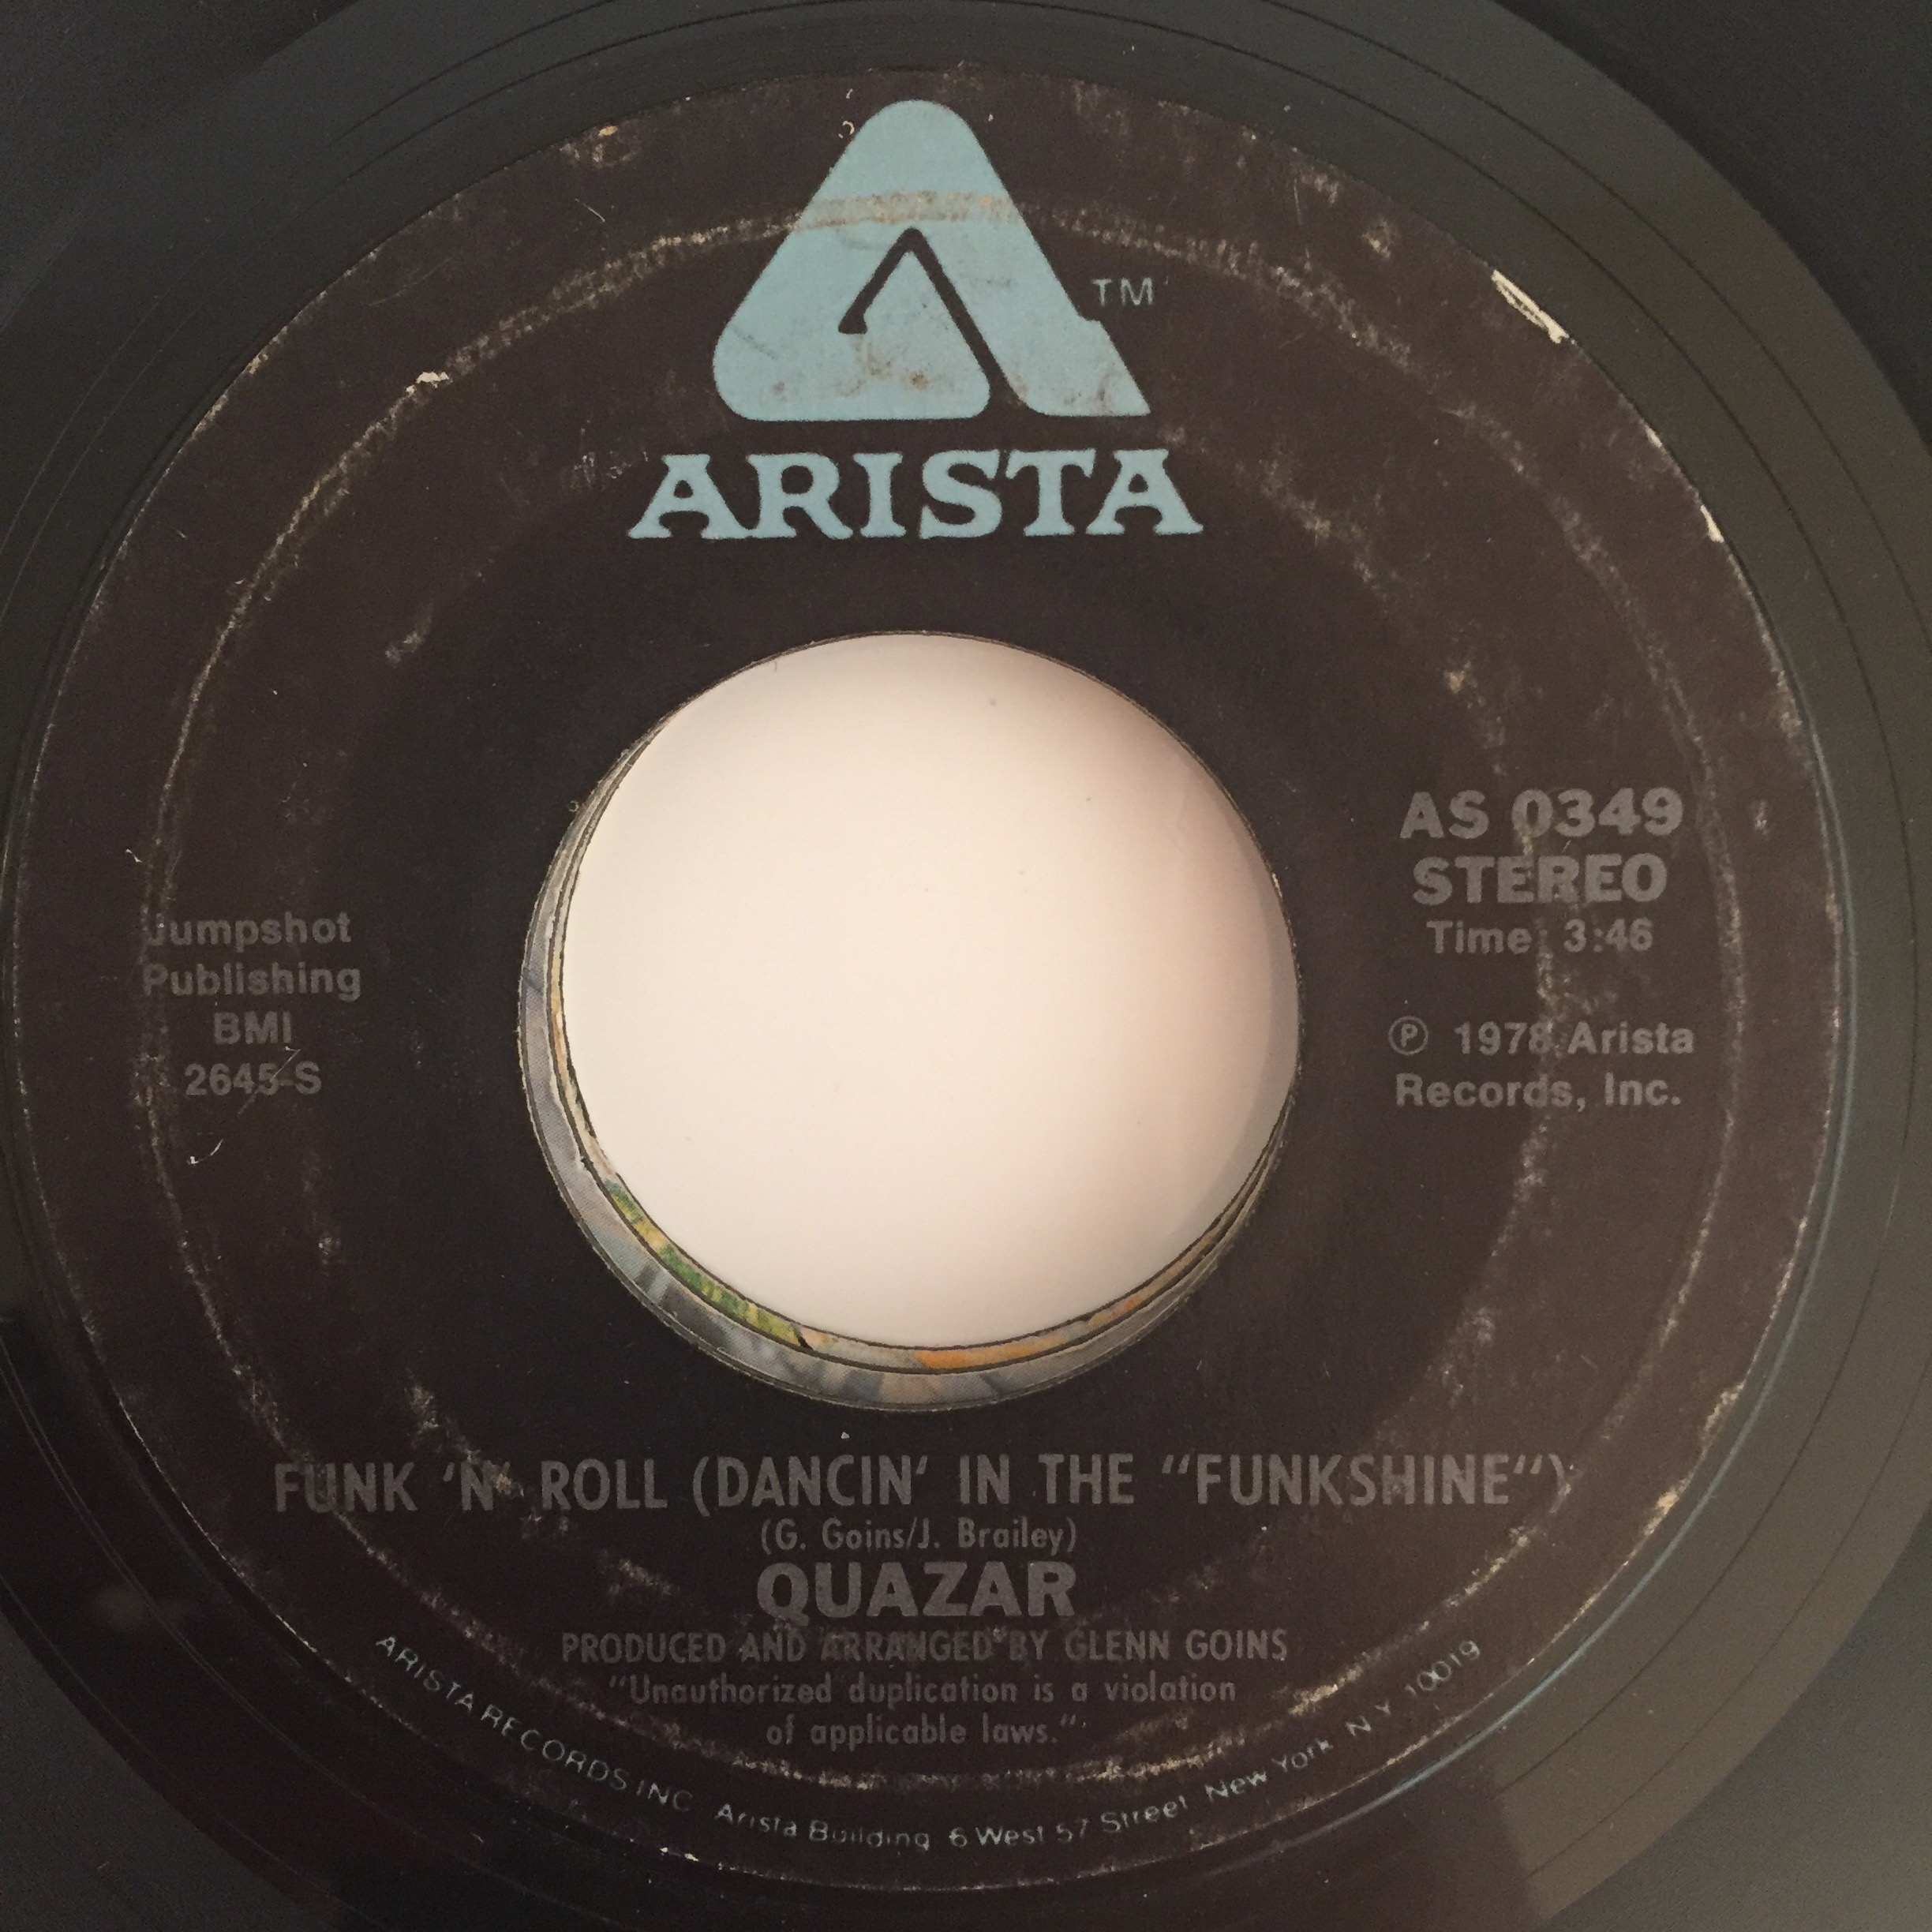 TM
ARISTA
Jumpshot
Publishing
BMI
2645-S
AS 0349
STEREO
Time: 3:46
Ⓟ 1978 Arista
Records, Inc.
FUNK 'N' ROLL (DANCIN' IN THE "FUNKSHINE")
(G. Goins/J. Brailey)
QUAZAR
PRODUCED AND ARRANGED BY GLENN GOINS
"Unauthorized duplication is a violation
of applicable laws."
ARISTA RECORDS INC Arista Building 6 West 57 Street New York N Y 10019